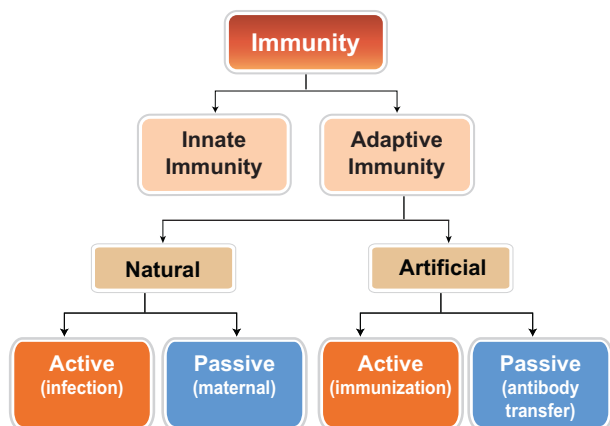 Immunity
Innate
Immunity
Adaptive
Immunity
Natural
Artificial
Active
(infection)
Passive
(maternal)
Active
(immunization)
Passive
(antibody
transfer)